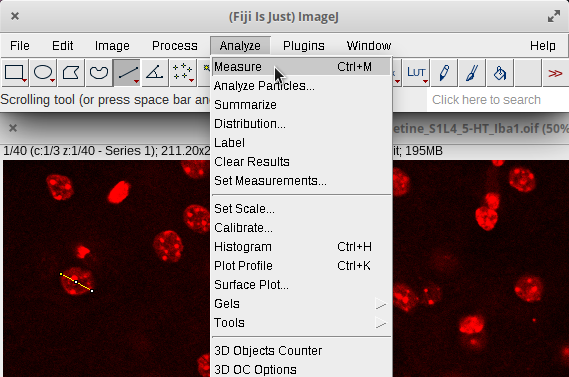 (Fiji Is Just) ImageJ
File Edit Image Process Analyze Plugins Window Help
LUT >>
Scrolling tool (or press space bar and
Click here to search
Measure Ctrl+M
Analyze Particles...
Summarize
Distribution...
Label
Clear Results
Set Measurements...
Set Scale...
Calibrate...
Histogram Ctrl+H
Plot Profile Ctrl+K
Surface Plot...
Gels
Tools
3D Objects Counter
3D OC Options
etine_S1L4_5-HT_Iba1.oif (50%
1/40 (c:1/3 z:1/40 - Series 1); 211.20x2
it; 195MB